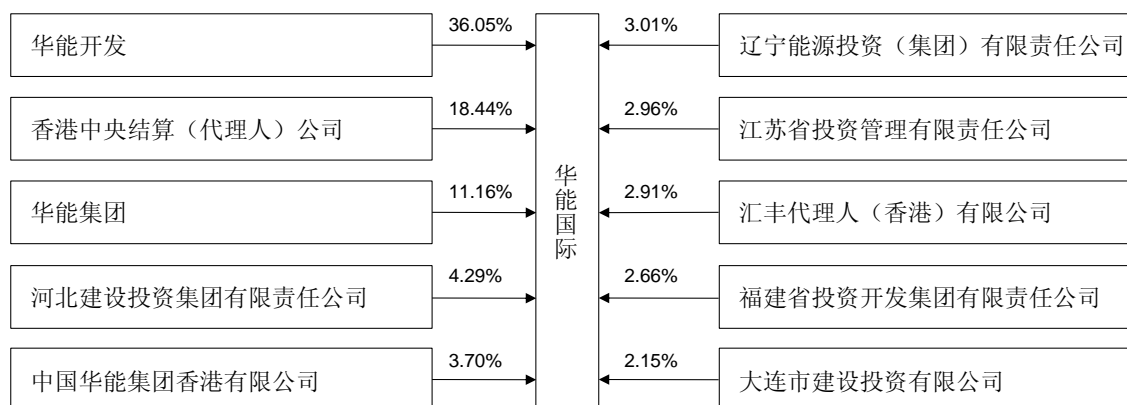 华能开发
36.05%
3.01%
辽宁能源投资（集团）有限责任公司
香港中央结算（代理人）公司
18.44%
2.96%
江苏省投资管理有限责任公司
华能集团
11.16%
华能国际
2.91%
汇丰代理人（香港）有限公司
河北建设投资集团有限责任公司
4.29%
2.66%
福建省投资开发集团有限责任公司
中国华能集团香港有限公司
3.70%
2.15%
大连市建设投资有限公司